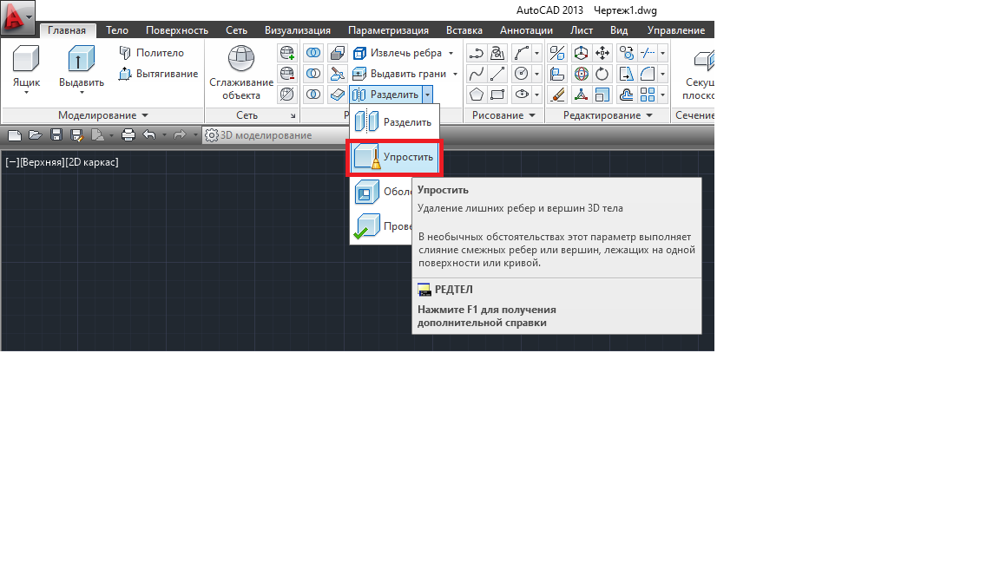 AutoCAD 2013 Чертеж1.dwg
Главная Тело Поверхность Сеть Визуализация Параметризация Вставка Аннотации Лист Вид Управление
Ящик
Выдавить
Политело
Вытягивание
Сглаживание
объекта
Извлечь ребра
Выдавить грани
Разделить
Секущ
плоско
Моделирование
Сеть
Р
Рисование
Редактирование
Сечение
3D моделирование
[−][Верхняя][2D каркас]
Разделить
Упростить
Оболо
Прове
Упростить
Удаление лишних ребер и вершин 3D тела
В необычных обстоятельствах этот параметр выполняет
слияние смежных ребер или вершин, лежащих на одной
поверхности или кривой.
РЕДТЕЛ
Нажмите F1 для получения
дополнительной справки